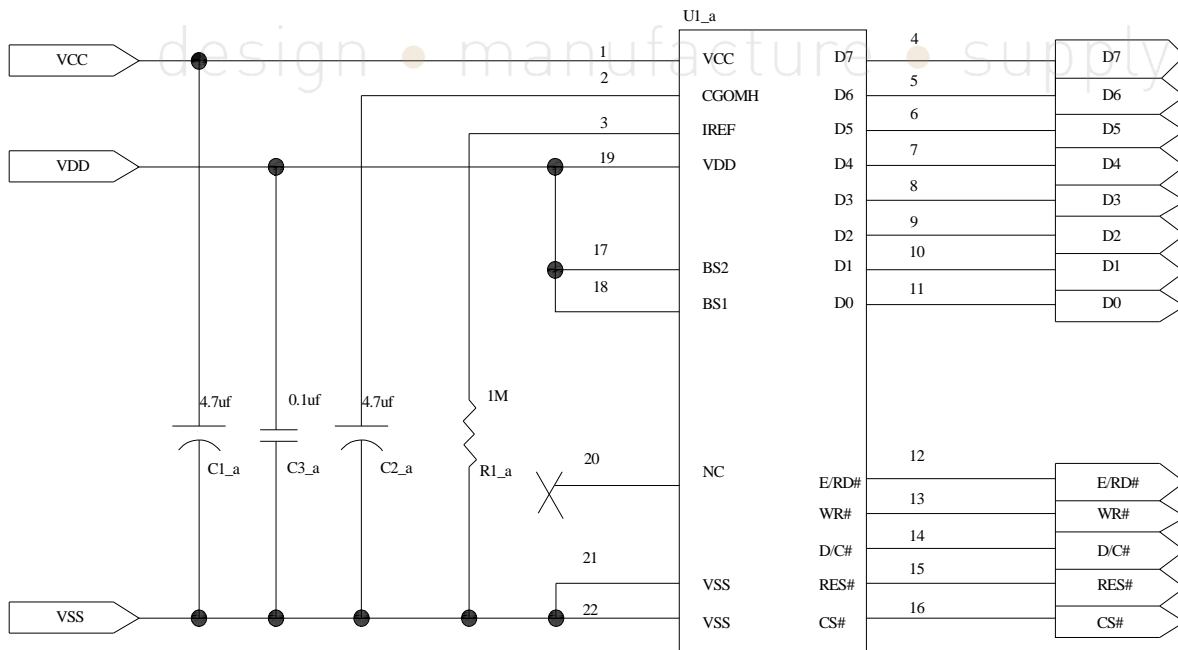 U1_a
design • manufacture • supply
VCC 1 VCC D7 4 D7
2 CGOMH D6 5 D6
3 IREF D5 6 D5
VDD 19 VDD D4 7 D4
D3 8 D3
D2 9 D2
17 BS2 D1 10 D1
18 BS1 D0 11 D0
4.7uf 0.1uf 4.7uf 1M
C1_a C3_a C2_a R1_a
20 NC E/RD# 12 E/RD#
WR# 13 WR#
D/C# 14 D/C#
21 VSS RES# 15 RES#
VSS 22 VSS CS# 16 CS#